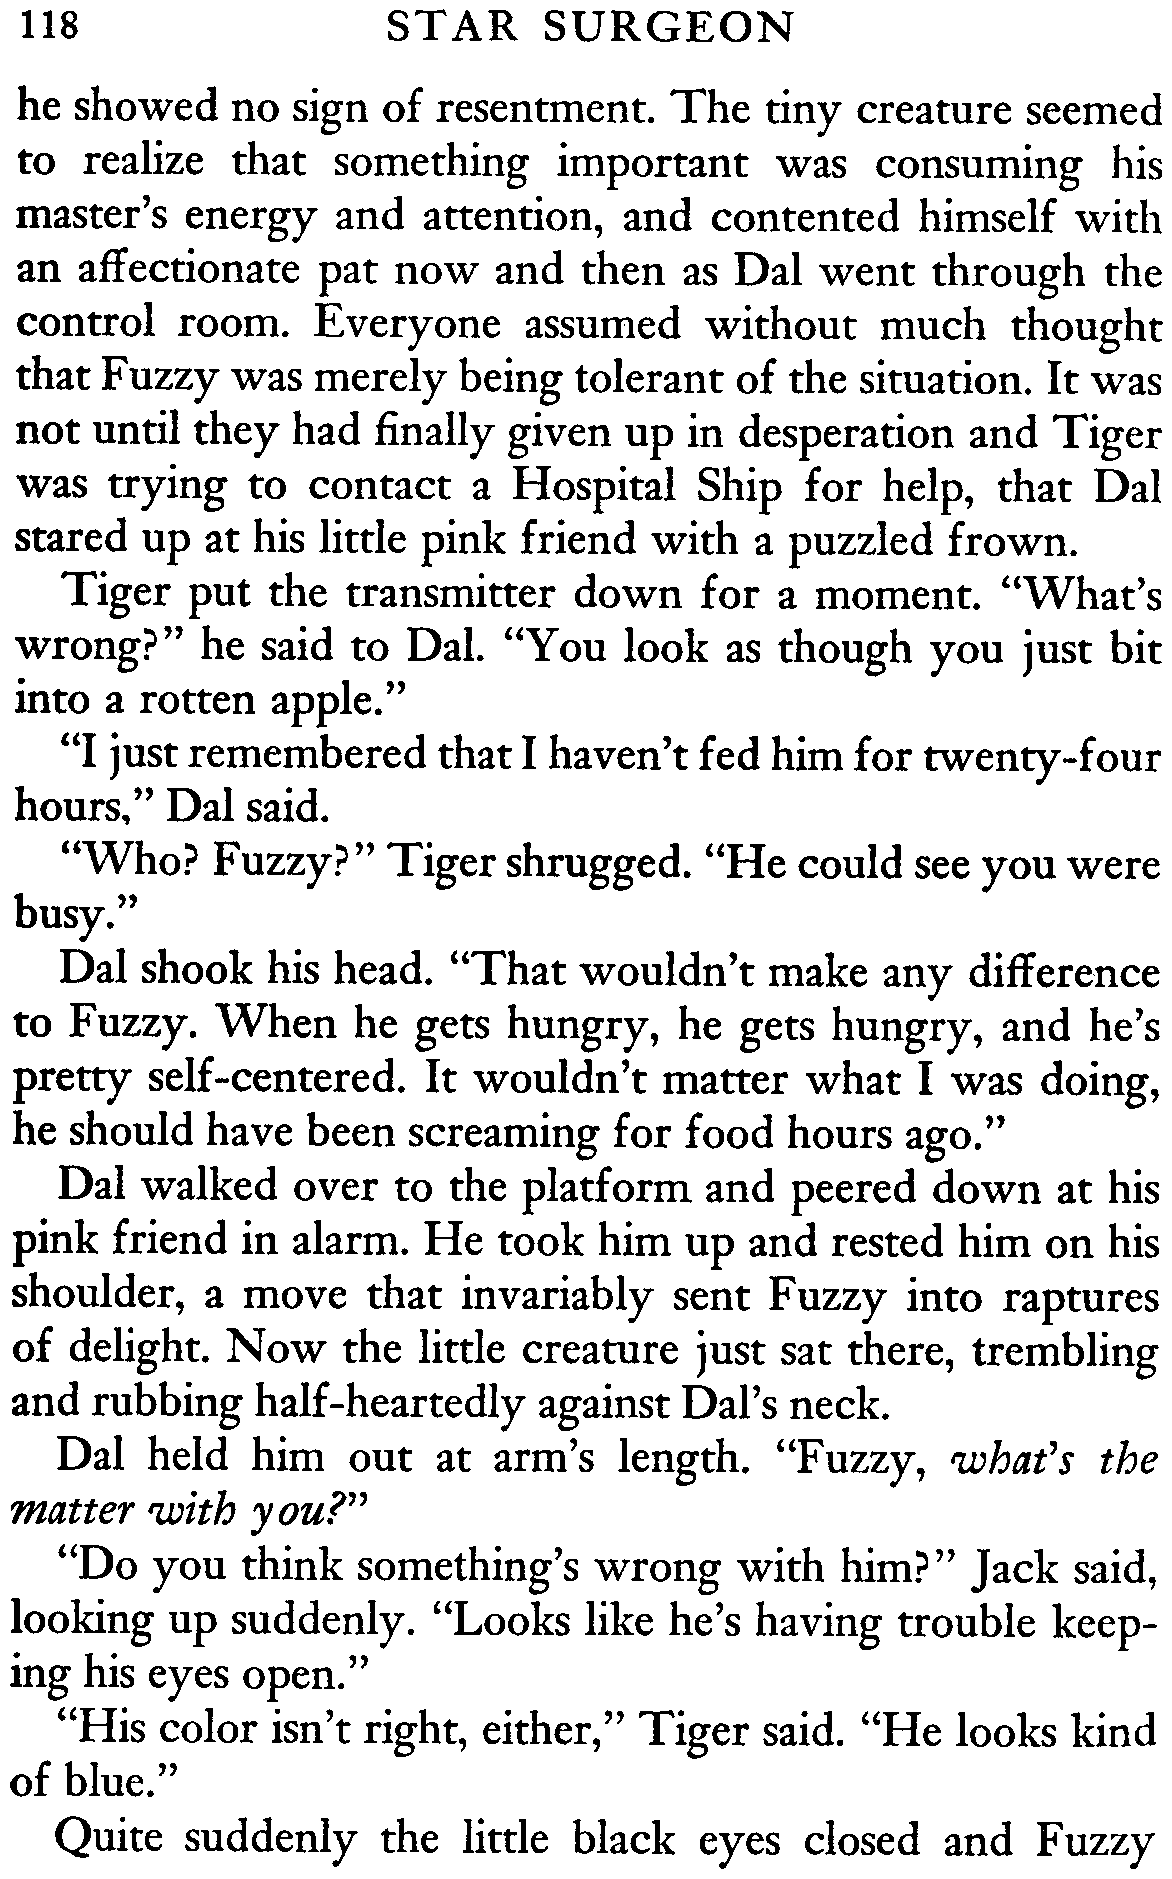 118 STAR SURGEON
he showed no sign of resentment. The tiny creature seemed
to realize that something important was consuming his
master's energy and attention, and contented himself with
an affectionate pat now and then as Dal went through the
control room. Everyone assumed without much thought
that Fuzzy was merely being tolerant of the situation. It was
not until they had finally given up in desperation and Tiger
was trying to contact a Hospital Ship for help, that Dal
stared up at his little pink friend with a puzzled frown.
Tiger put the transmitter down for a moment. “What's
wrong?” he said to Dal. “You look as though you just bit
into a rotten apple.”
“I just remembered that I haven't fed him for twenty-four
hours,” Dal said.
“Who? Fuzzy?” Tiger shrugged. “He could see you were
busy.”
Dal shook his head. “That wouldn't make any difference
to Fuzzy. When he gets hungry, he gets hungry, and he's
pretty self-centered. It wouldn't matter what I was doing,
he should have been screaming for food hours ago.”
Dal walked over to the platform and peered down at his
pink friend in alarm. He took him up and rested him on his
shoulder, a move that invariably sent Fuzzy into raptures
of delight. Now the little creature just sat there, trembling
and rubbing half-heartedly against Dal's neck.
Dal held him out at arm's length. “Fuzzy, what's the
matter with you?”
“Do you think something's wrong with him?” Jack said,
looking up suddenly. “Looks like he's having trouble keep-
ing his eyes open.”
“His color isn't right, either,” Tiger said. “He looks kind
of blue.”
Quite suddenly the little black eyes closed and Fuzzy